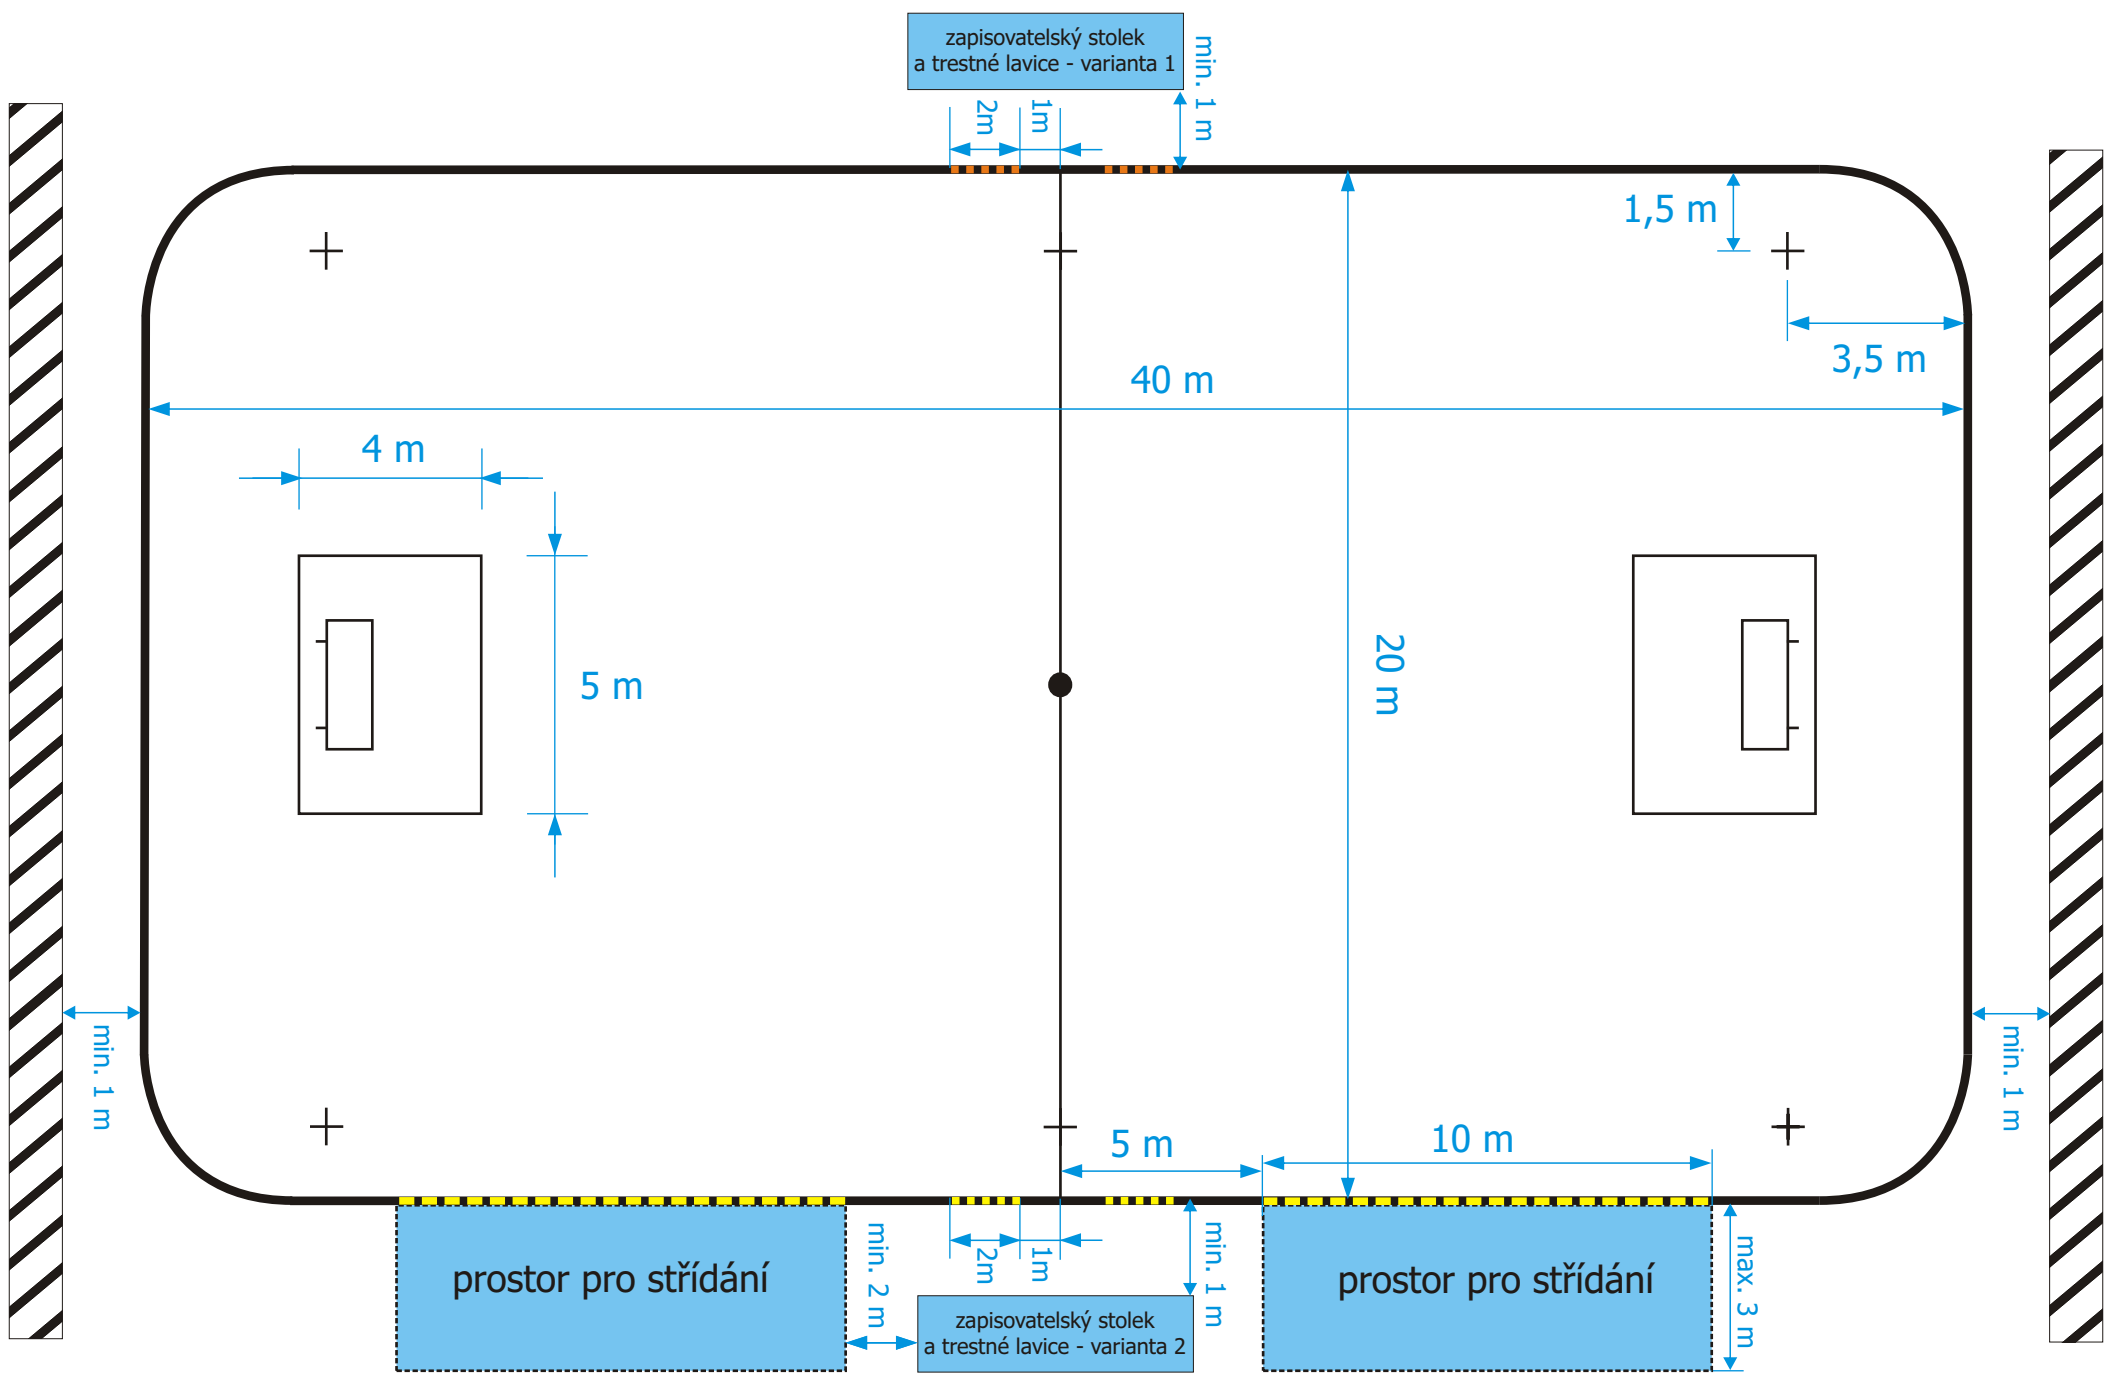 zapisovatelský stolek
a trestné lavice - varianta 1
min. 1 m
2m
1m
1,5 m
3,5 m
40 m
4 m
5 m
20 m
min. 1 m
min. 1 m
5 m
10 m
prostor pro střídání
min. 2 m
2m
1m
min. 1 m
prostor pro střídání
max. 3 m
zapisovatelský stolek
a trestné lavice - varianta 2